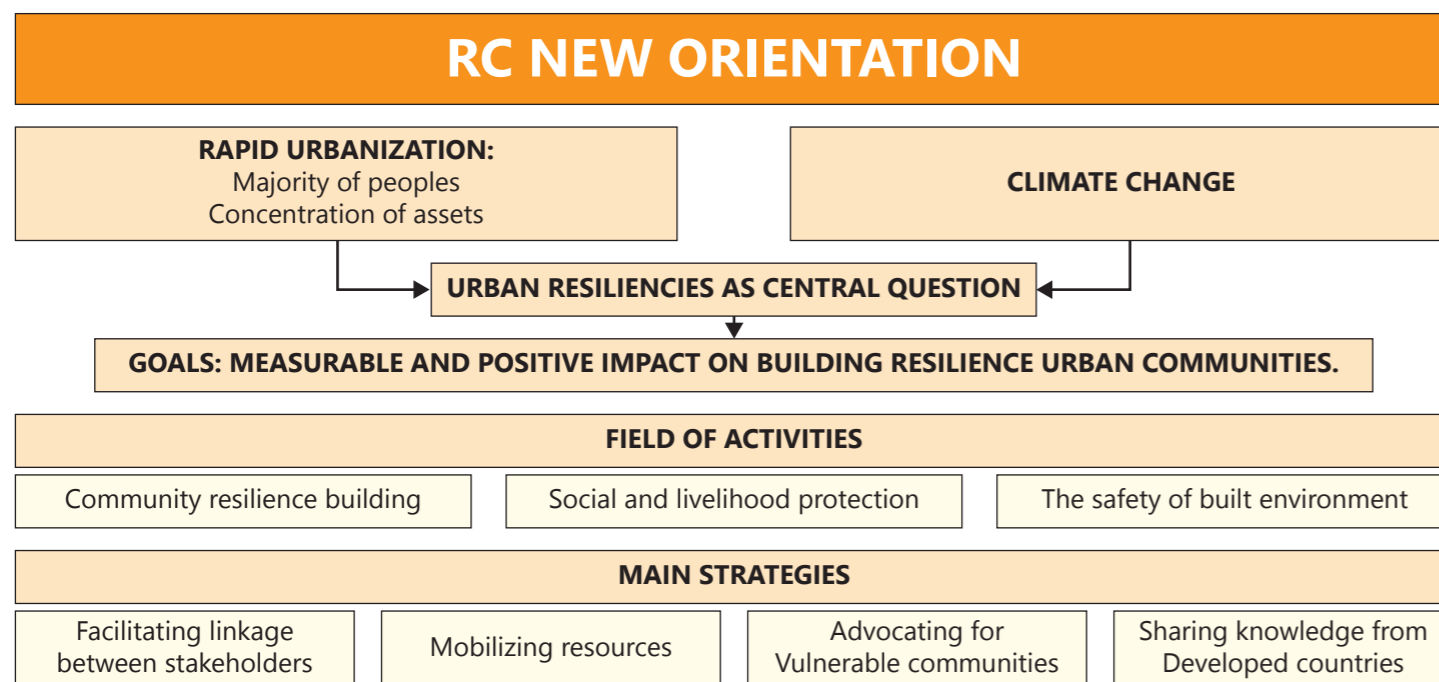 RC NEW ORIENTATION
RAPID URBANIZATION:
Majority of peoples
Concentration of assets
CLIMATE CHANGE
URBAN RESILIENCIES AS CENTRAL QUESTION
GOALS: MEASURABLE AND POSITIVE IMPACT ON BUILDING RESILIENCE URBAN COMMUNITIES.
FIELD OF ACTIVITIES
Community resilience building
Social and livelihood protection
The safety of built environment
MAIN STRATEGIES
Facilitating linkage
between stakeholders
Mobilizing resources
Advocating for
Vulnerable communities
Sharing knowledge from
Developed countries